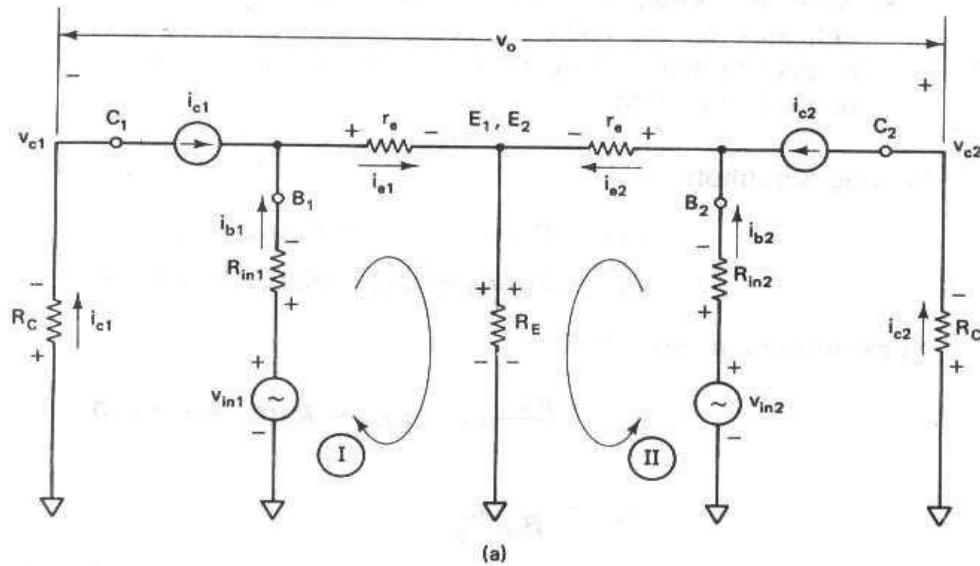 v_o
− +
i_c1 i_c2
C_1 r_e E_1, E_2 r_e C_2
+ − − +
v_c1 v_c2
i_e1 i_e2
B_1 B_2
i_b1 i_b2
− −
R_in1 R_in2
− + + + + −
R_C i_c1 R_E i_c2 R_C
+ − − +
+ +
v_in1 ~ ~ v_in2
− −
I II
(a)